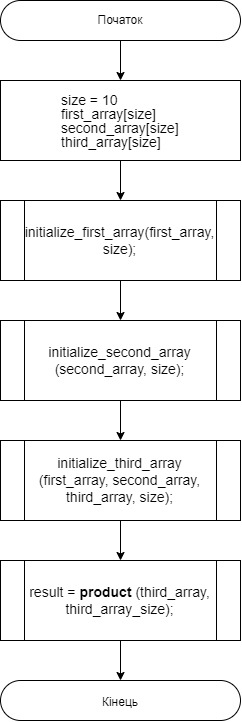 Початок
size = 10
first_array[size]
second_array[size]
third_array[size]
initialize_first_array(first_array,
size);
initialize_second_array
(second_array, size);
initialize_third_array
(first_array, second_array,
third_array, size);
result = product (third_array,
third_array_size);
Кінець